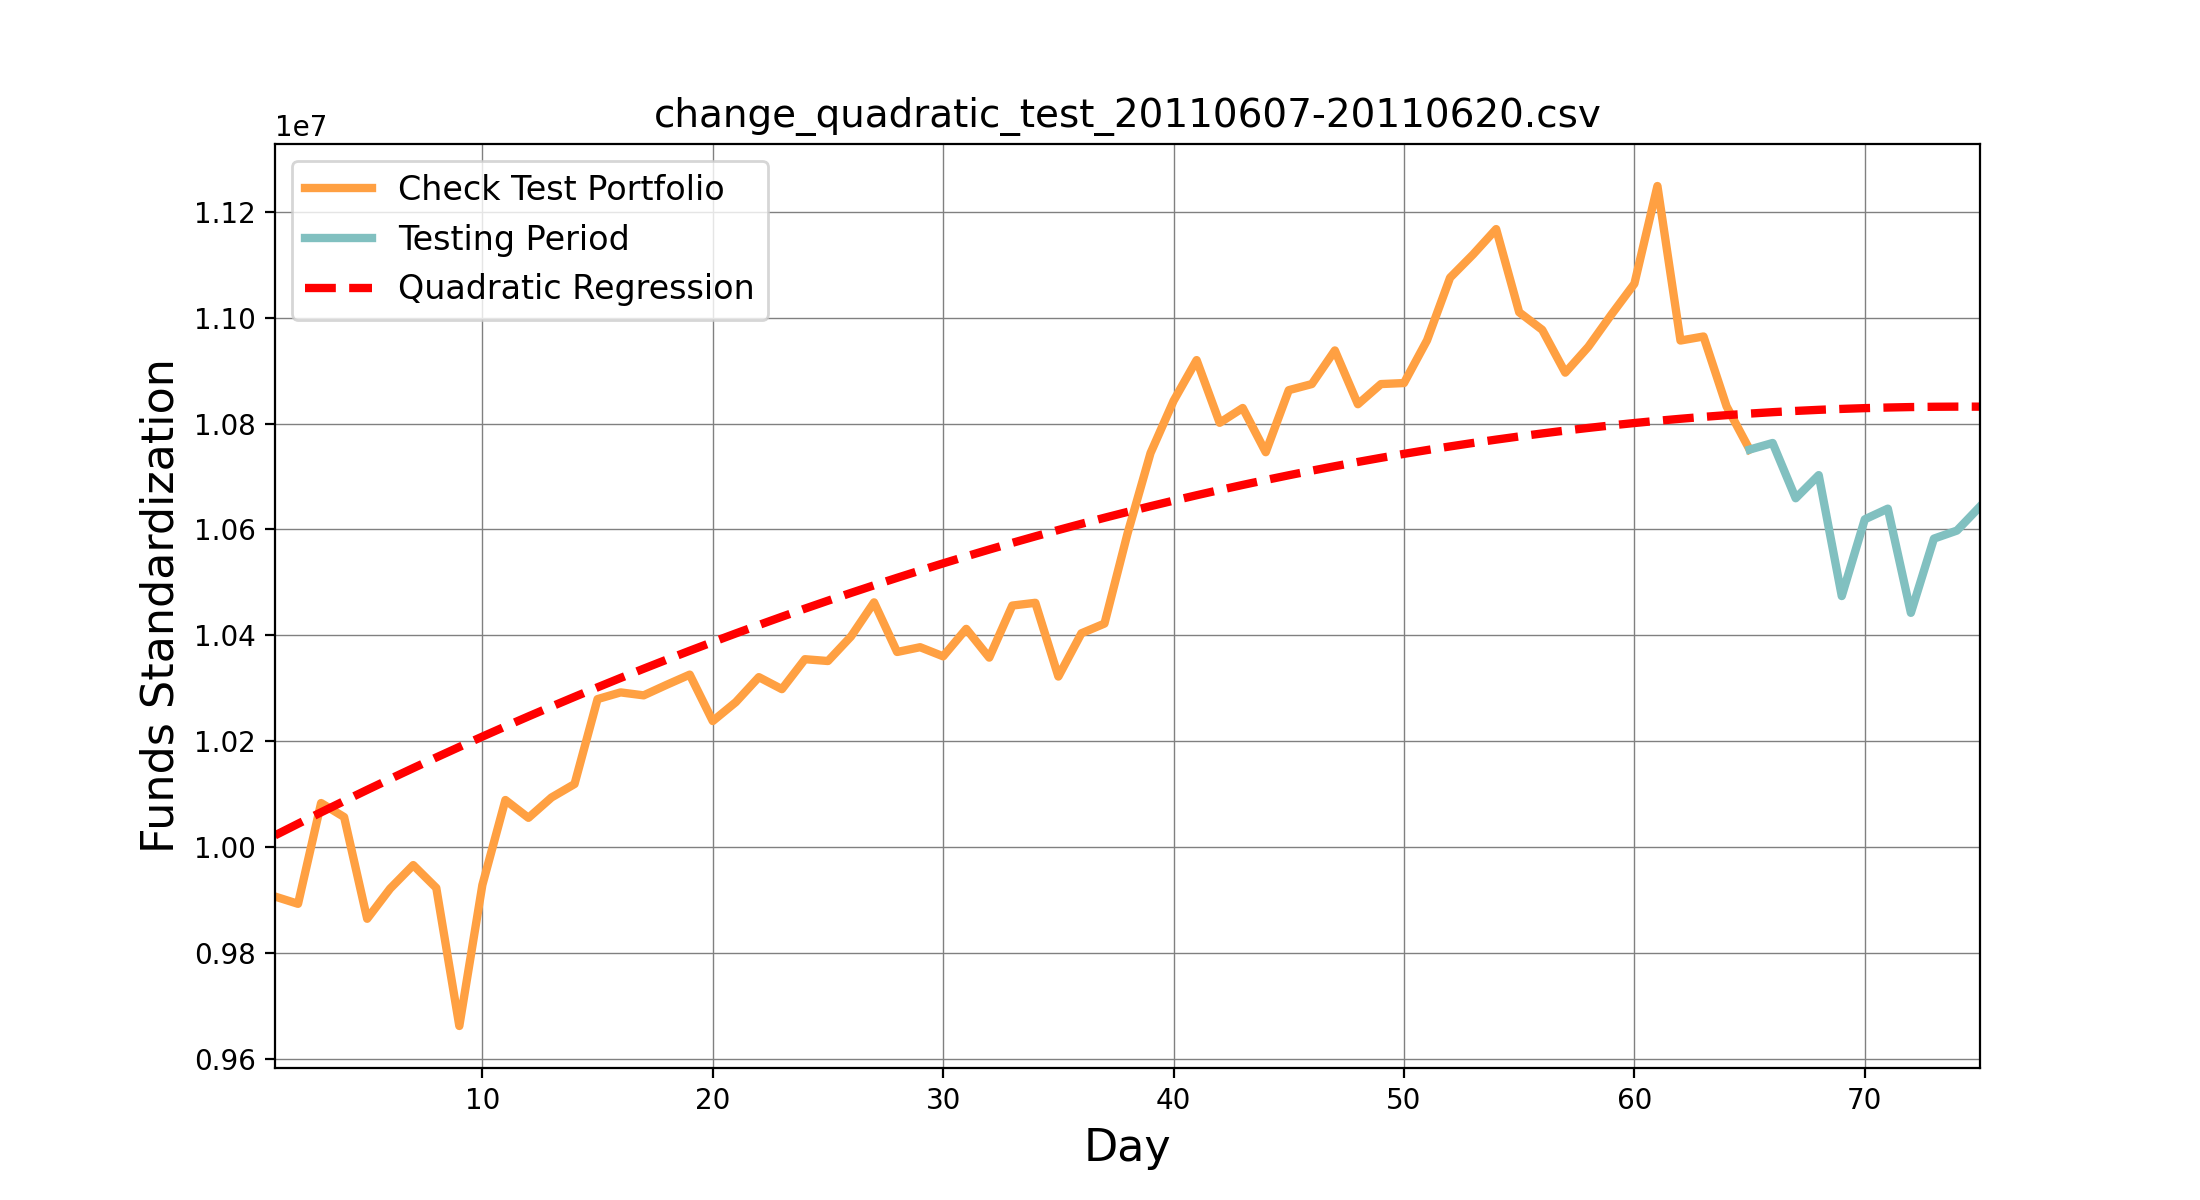 change_quadratic_test_20110607-20110620.csv
1e7
Check Test Portfolio
Testing Period
Quadratic Regression
1.12
1.10
1.08
1.06
1.04
1.02
1.00
0.98
0.96
Funds Standardization
10 20 30 40 50 60 70
Day